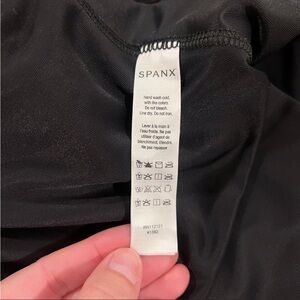 SPANX
Hand wash cold,
with like colors.
Do not bleach.
Line dry. Do not iron.
Laver à la main à
l'eau froide. Ne pas
utiliser d'agent de
blanchiment. Étendre.
Ne pas repasser